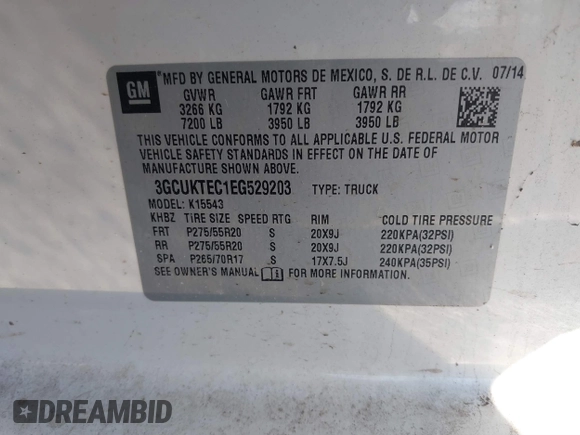 GM
*MFD BY GENERAL MOTORS DE MEXICO, S. DE R.L. DE C.V. 07/14
GVWR GAWR FRT GAWR RR
3266 KG 1792 KG 1792 KG
7200 LB 3950 LB 3950 LB
THIS VEHICLE CONFORMS TO ALL APPLICABLE U.S. FEDERAL MOTOR
VEHICLE SAFETY STANDARDS IN EFFECT ON THE DATE OF
MANUFACTURE SHOWN ABOVE.
3GCUKTEC1EG529203 TYPE: TRUCK
MODEL: K15543
KHBZ TIRE SIZE SPEED RTG RIM COLD TIRE PRESSURE
FRT P275/55R20 S 20X9J 220KPA(32PSI)
RR P275/55R20 S 20X9J 220KPA(32PSI)
SPA P265/70R17 S 17X7.5J 240KPA(35PSI)
SEE OWNER'S MANUAL FOR MORE INFORMATION
DREAMBID